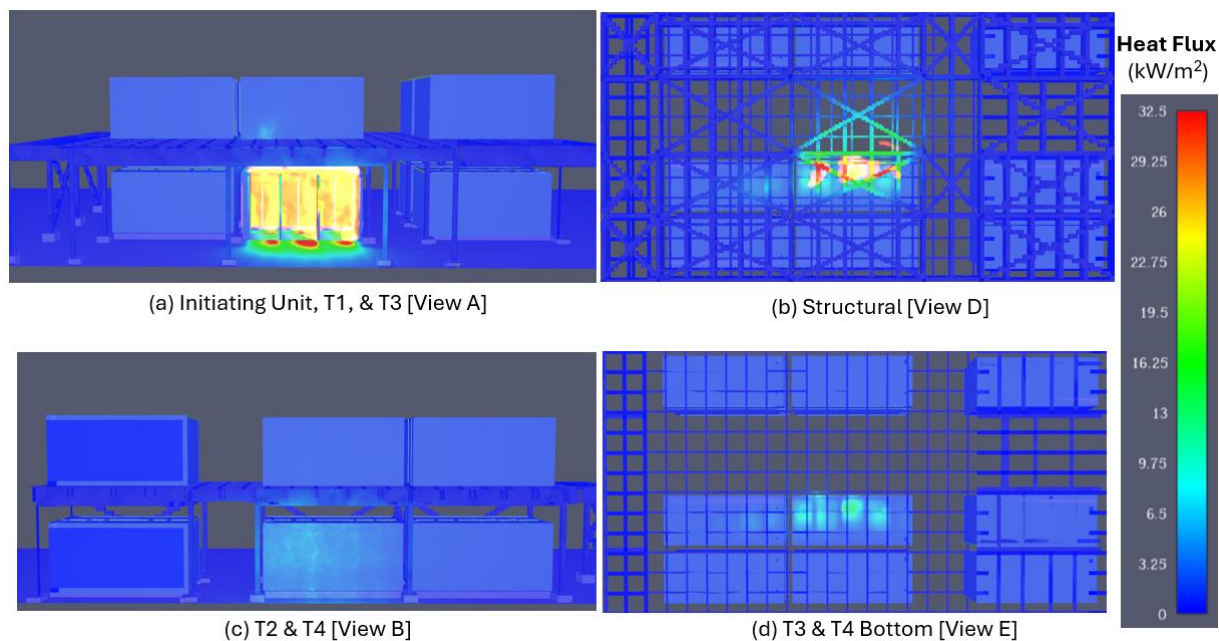 Heat Flux
(kW/m²)
32.5
29.25
26
22.75
19.5
16.25
13
9.75
6.5
3.25
0
(a) Initiating Unit, T1, & T3 [View A]
(b) Structural [View D]
(c) T2 & T4 [View B]
(d) T3 & T4 Bottom [View E]